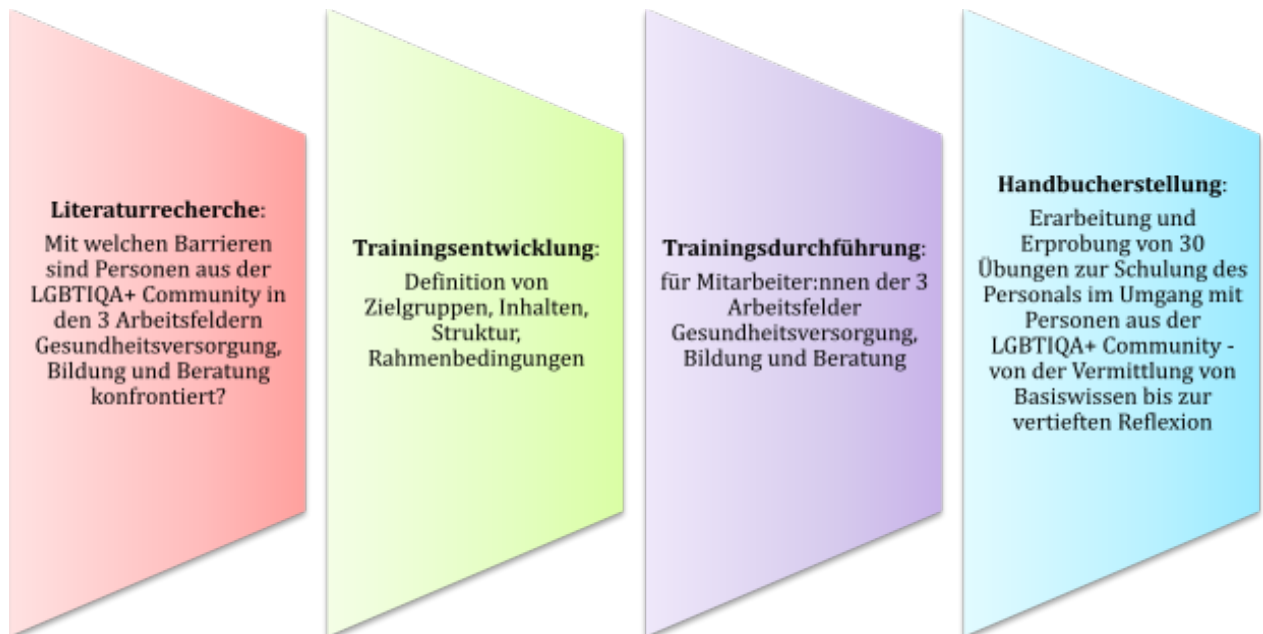 Literaturrecherche:
Mit welchen Barrieren
sind Personen aus der
LGBTIQA+ Community in
den 3 Arbeitsfeldern
Gesundheitsversorgung,
Bildung und Beratung
konfrontiert?
Trainingsentwicklung:
Definition von
Zielgruppen, Inhalten,
Struktur,
Rahmenbedingungen
Trainingsdurchführung:
für Mitarbeiter:nnen der 3
Arbeitsfelder
Gesundheitsversorgung,
Bildung und Beratung
Handbucherstellung:
Erarbeitung und
Erprobung von 30
Übungen zur Schulung des
Personals im Umgang mit
Personen aus der
LGBTIQA+ Community -
von der Vermittlung von
Basiswissen bis zur
vertieften Reflexion